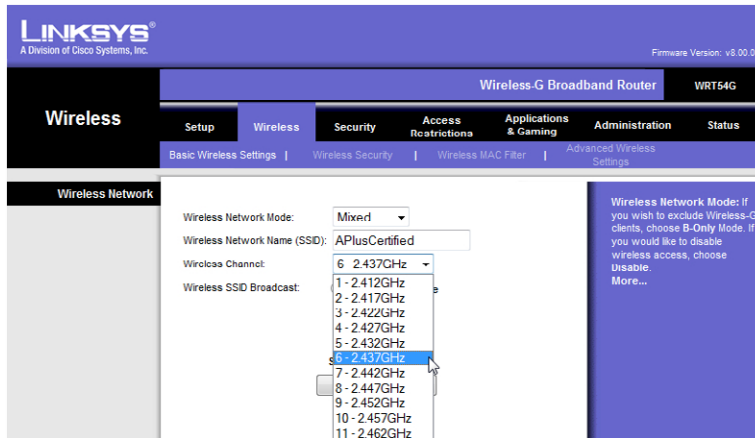 LINKSYS®
A Division of Cisco Systems, Inc.
Firmware Version: v8.00.0
Wireless-G Broadband Router WRT54G
Wireless
Setup Wireless Security Access Restrictions Applications & Gaming Administration Status
Basic Wireless Settings | Wireless Security | Wireless MAC Filter | Advanced Wireless Settings
Wireless Network
Wireless Network Mode: Mixed
Wireless Network Name (SSID): APlusCertified
Wireless Channel: 6 2.437GHz
Wireless SSID Broadcast:
1 - 2.412GHz
2 - 2.417GHz
3 - 2.422GHz
4 - 2.427GHz
5 - 2.432GHz
6 - 2.437GHz
7 - 2.442GHz
8 - 2.447GHz
9 - 2.452GHz
10 - 2.457GHz
11 - 2.462GHz
Wireless Network Mode: If
you wish to exclude Wireless-G
clients, choose B-Only Mode. If
you would like to disable
wireless access, choose
Disable.
More...